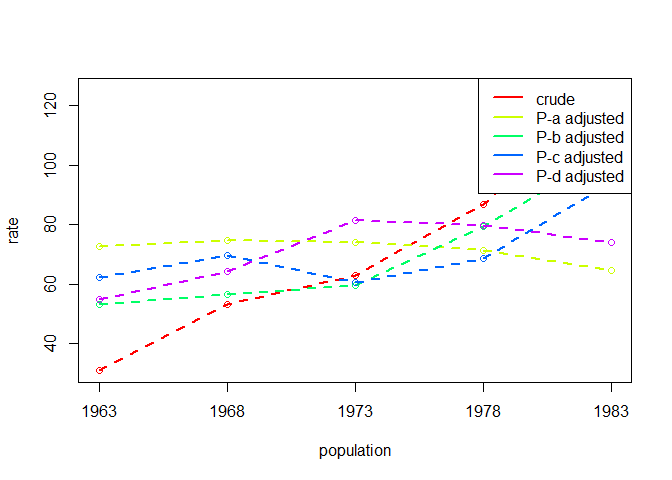 120
100
80
60
40
rate
crude
P-a adjusted
P-b adjusted
P-c adjusted
P-d adjusted
1963 1968 1973 1978 1983
population